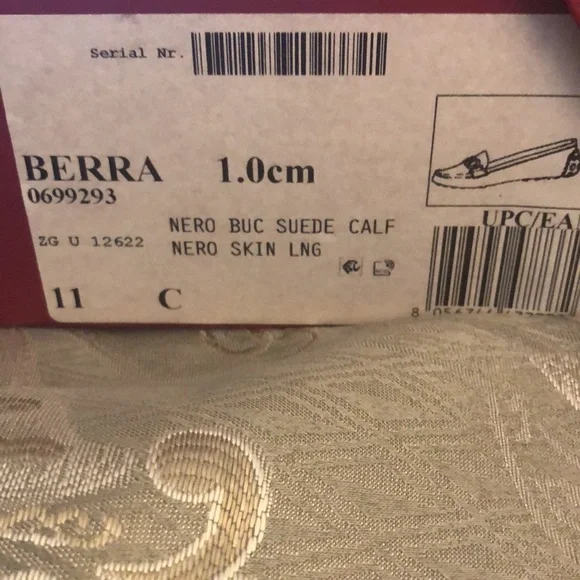 Serial Nr.
BERRA 1.0cm
0699293
NERO BUC SUEDE CALF
ZG U 12622
NERO SKIN LNG
UPC/EA
11 C